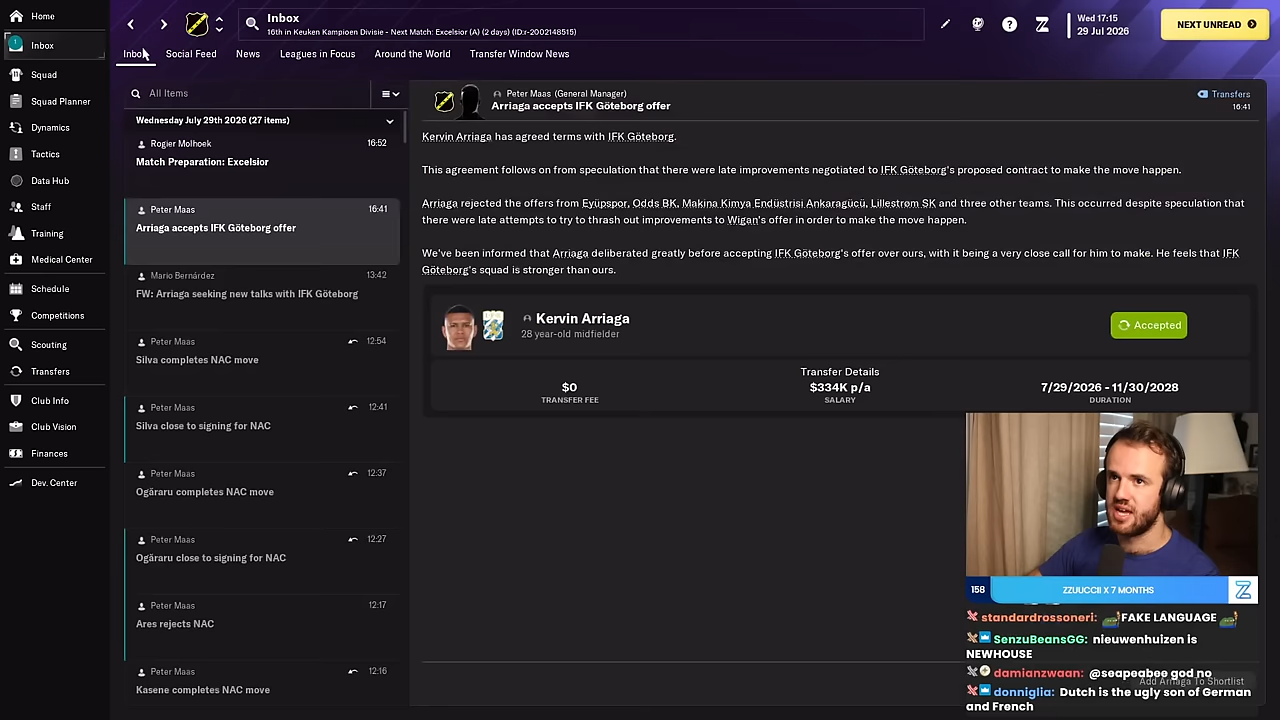 Home
Inbox
Squad
Squad Planner
Dynamics
Tactics
Data Hub
Staff
Training
Medical Center
Schedule
Competitions
Scouting
Transfers
Club Info
Club Vision
Finances
Dev. Center
Inbox
16th in Keuken Kampioen Divisie - Next Match: Excelsior (A) (2 days) (ID:r-2002148515)
Wed 17:15
29 Jul 2026
NEXT UNREAD
Inbox
Social Feed
News
Leagues in Focus
Around the World
Transfer Window News
All Items
Wednesday July 29th 2026 (27 items)
Rogier Molhoek 16:52
Match Preparation: Excelsior
Peter Maas 16:41
Arriaga accepts IFK Göteborg offer
Mario Bernárdez 13:42
FW: Arriaga seeking new talks with IFK Göteborg
Peter Maas 12:54
Silva completes NAC move
Peter Maas 12:41
Silva close to signing for NAC
Peter Maas 12:37
Ogăraru completes NAC move
Peter Maas 12:27
Ogăraru close to signing for NAC
Peter Maas 12:17
Ares rejects NAC
Peter Maas 12:16
Kasene completes NAC move
Peter Maas (General Manager)
Arriaga accepts IFK Göteborg offer
Transfers
16:41
Kervin Arriaga has agreed terms with IFK Göteborg.
This agreement follows on from speculation that there were late improvements negotiated to IFK Göteborg's proposed contract to make the move happen.
Arriaga rejected the offers from Eyüpspor, Odds BK, Makina Kimya Endüstrisi Ankaragücü, Lillestrøm SK and three other teams. This occurred despite speculation that
there were late attempts to try to thrash out improvements to Wigan's offer in order to make the move happen.
We've been informed that Arriaga deliberated greatly before accepting IFK Göteborg's offer over ours, with it being a very close call for him to make. He feels that IFK
Göteborg's squad is stronger than ours.
Kervin Arriaga
28 year-old midfielder
Accepted
Transfer Details
$0
TRANSFER FEE
$334K p/a
SALARY
7/29/2026 - 11/30/2028
DURATION
158
ZZUUCCII X 7 MONTHS
standardrossoneri: FAKE LANGUAGE
SenzuBeansGG: nieuwenhuizen is
NEWHOUSE
damianzwaan: @seapeabee god no
Add Arriaga To Shortlist
donniglia: Dutch is the ugly son of German
and French